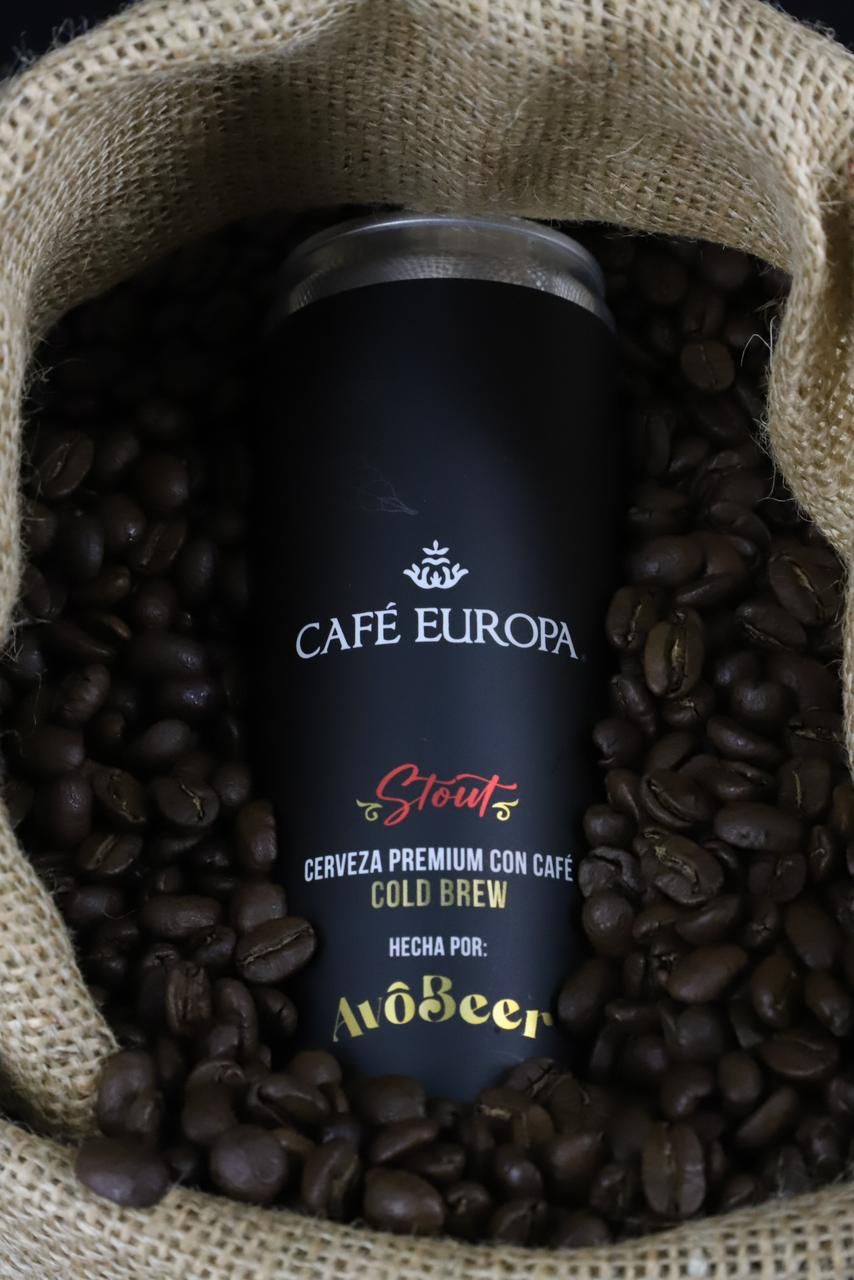 CAFÉ EUROPA
Stout
CERVEZA PREMIUM CON CAFÉ
COLD BREW
HECHA POR:
AvôBeer